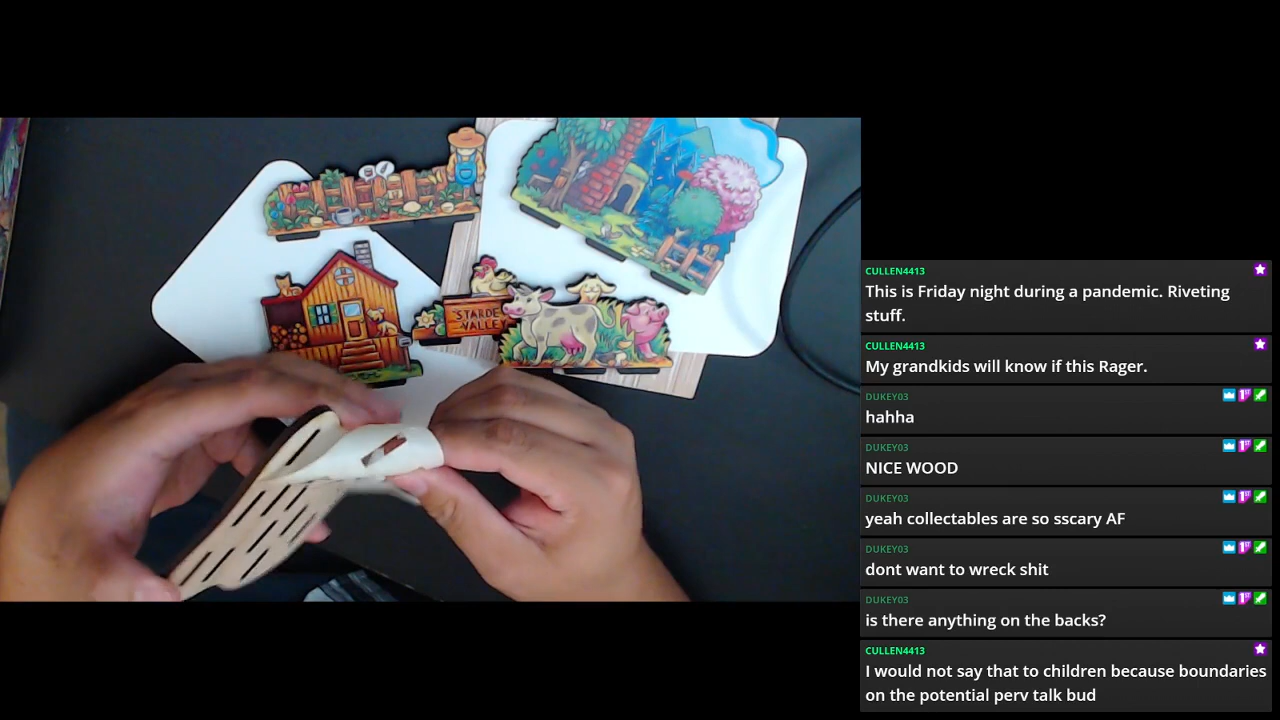 STARDE
VALLEY
CULLEN4413
This is Friday night during a pandemic. Riveting
stuff.
CULLEN4413
My grandkids will know if this Rager.
DUKEY03
hahha
DUKEY03
NICE WOOD
DUKEY03
yeah collectables are so sscary AF
DUKEY03
dont want to wreck shit
DUKEY03
is there anything on the backs?
CULLEN4413
I would not say that to children because boundaries
on the potential perv talk bud